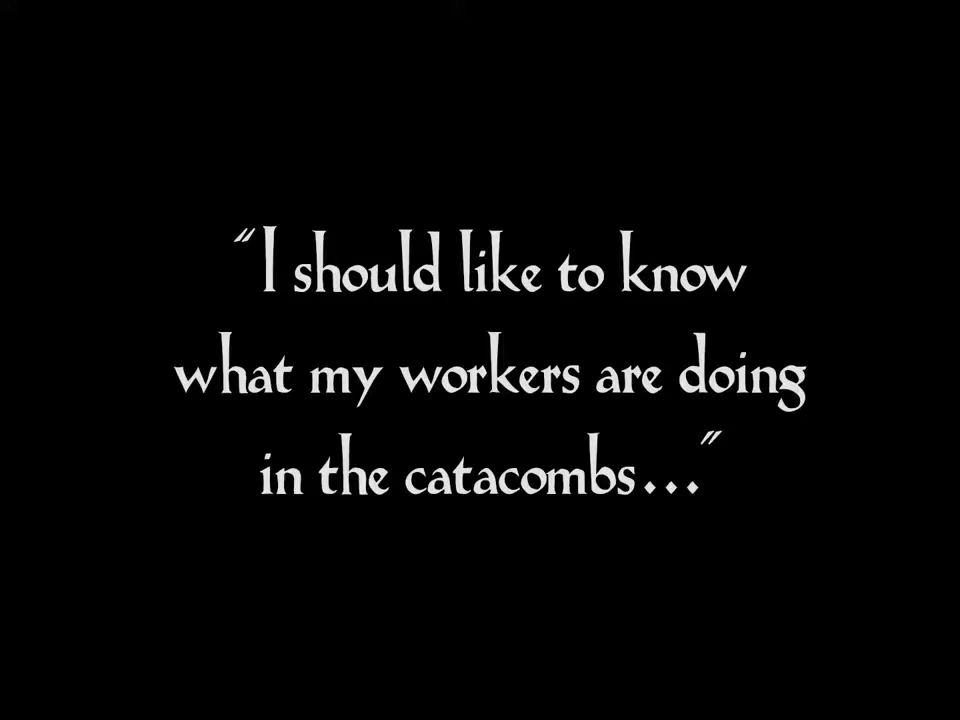 "I should like to know
what my workers are doing
in the catacombs..."